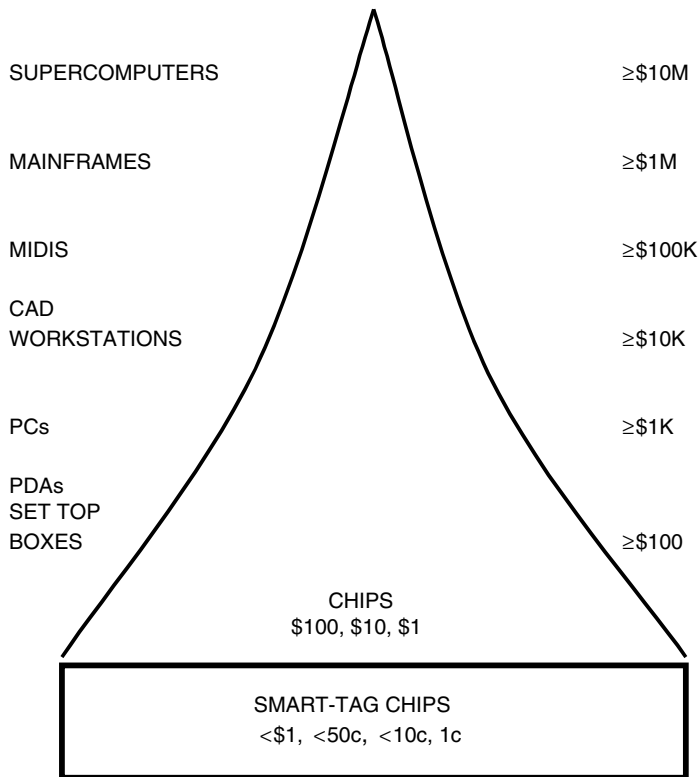 SUPERCOMPUTERS ≥$10M
MAINFRAMES ≥$1M
MIDIS ≥$100K
CAD
WORKSTATIONS ≥$10K
PCs ≥$1K
PDAs
SET TOP
BOXES ≥$100
CHIPS
$100, $10, $1
SMART-TAG CHIPS
<$1, <50c, <10c, 1c